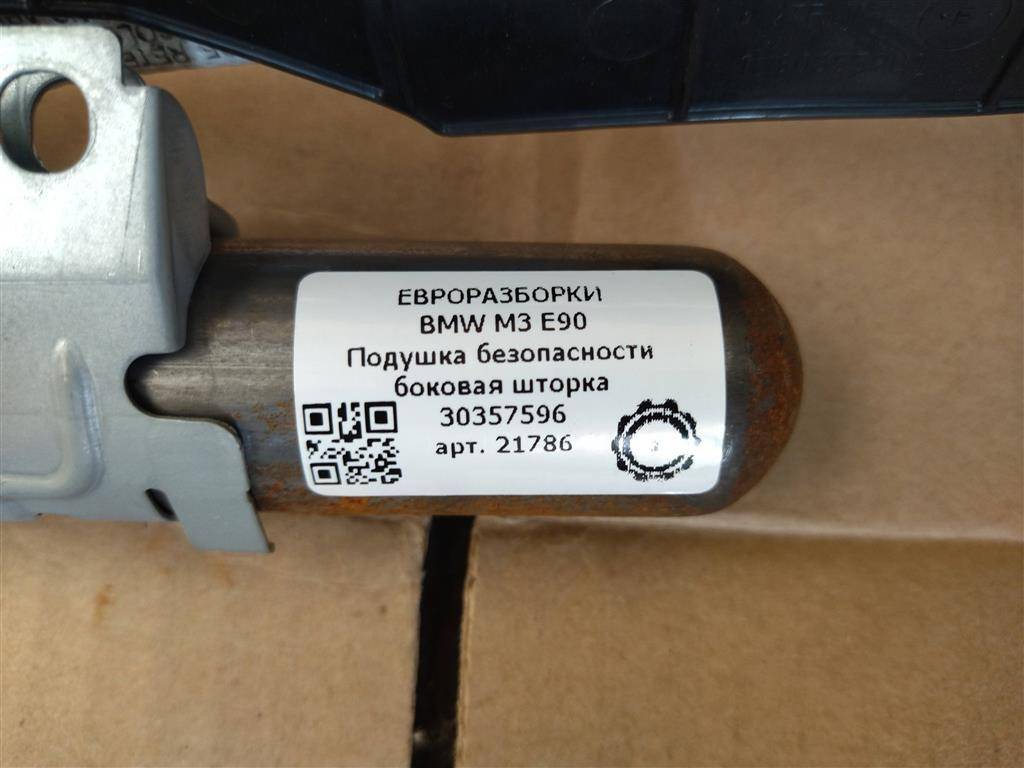 ЕВРОРАЗБОРКИ
BMW M3 E90
Подушка безопасности
боковая шторка
30357596
арт. 21786